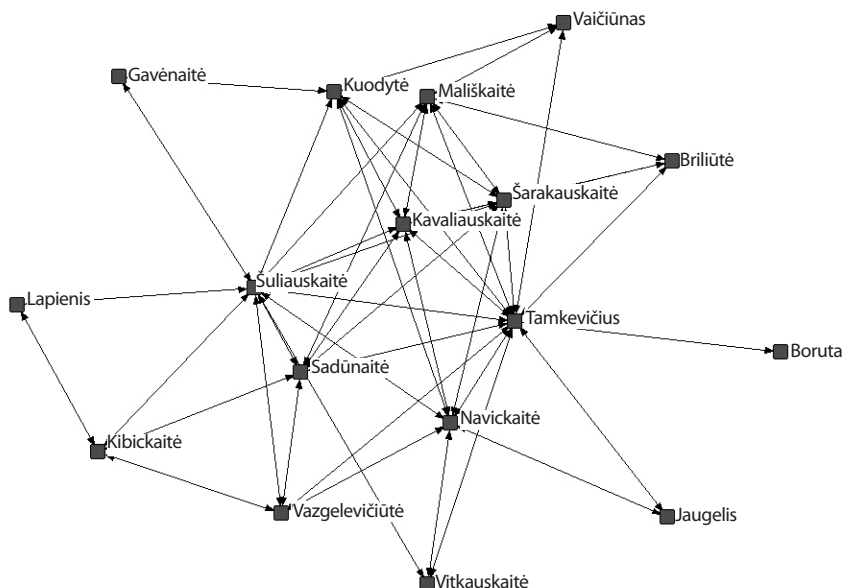 Vaičiūnas
Gavėnaitė
Kuodytė
Mališkaitė
Briliūtė
Šarakauskaitė
Kavaliauskaitė
Šuliauskaitė
Lapienis
Tamkevičius
Boruta
Sadūnaitė
Navickaitė
Kibickaitė
Vazgelevičiūtė
Jaugelis
Vitkauskaitė